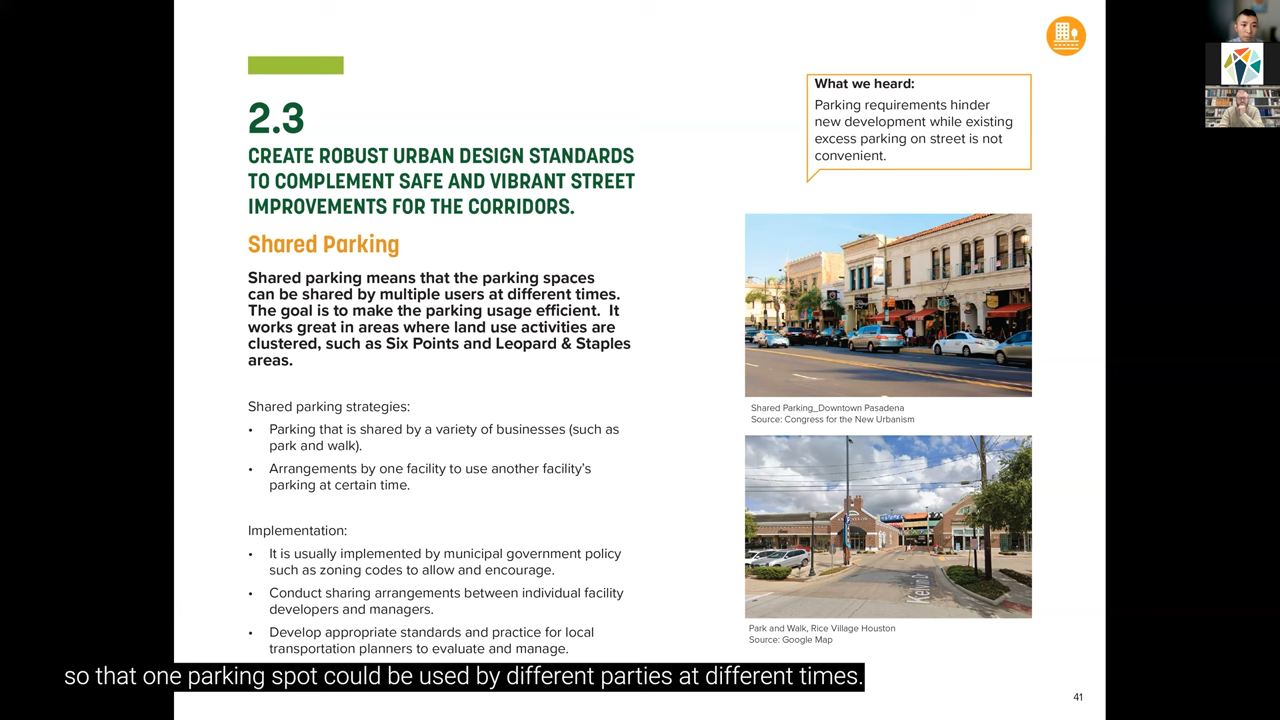 What we heard:
Parking requirements hinder
new development while existing
excess parking on street is not
convenient.
2.3
CREATE ROBUST URBAN DESIGN STANDARDS
TO COMPLEMENT SAFE AND VIBRANT STREET
IMPROVEMENTS FOR THE CORRIDORS.
Shared Parking
Shared parking means that the parking spaces
can be shared by multiple users at different times.
The goal is to make the parking usage efficient.  It
works great in areas where land use activities are
clustered, such as Six Points and Leopard & Staples
areas.
Shared parking strategies:
• Parking that is shared by a variety of businesses (such as
park and walk).
• Arrangements by one facility to use another facility's
parking at certain time.
Implementation:
• It is usually implemented by municipal government policy
such as zoning codes to allow and encourage.
• Conduct sharing arrangements between individual facility
developers and managers.
• Develop appropriate standards and practice for local
transportation planners to evaluate and manage.
Shared Parking_Downtown Pasadena
Source: Congress for the New Urbanism
Kelvin D
Park and Walk, Rice Village Houston
Source: Google Map
so that one parking spot could be used by different parties at different times.
41